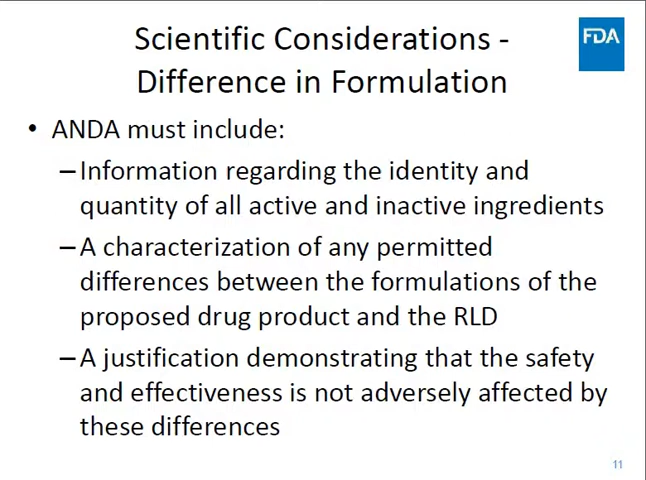 Scientific Considerations -
Difference in Formulation
FDA
• ANDA must include:
–Information regarding the identity and
quantity of all active and inactive ingredients
–A characterization of any permitted
differences between the formulations of the
proposed drug product and the RLD
–A justification demonstrating that the safety
and effectiveness is not adversely affected by
these differences
11